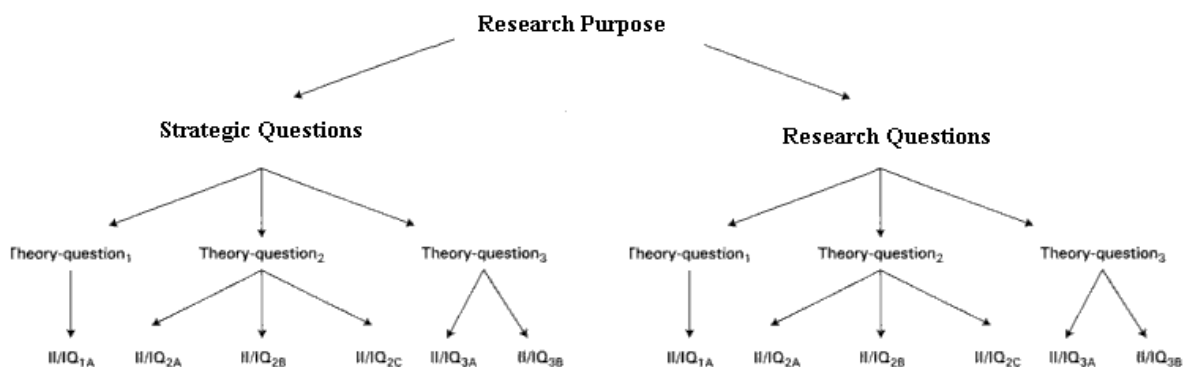 Research Purpose
Strategic Questions Research Questions
Theory-question₁ Theory-question₂ Theory-question₃ Theory-question₁ Theory-question₂ Theory-question₃
II/IQ₁A II/IQ₂A II/IQ₂B II/IQ₂C II/IQ₃A II/IQ₃B II/IQ₁A II/IQ₂A II/IQ₂B II/IQ₂C II/IQ₃A II/IQ₃B